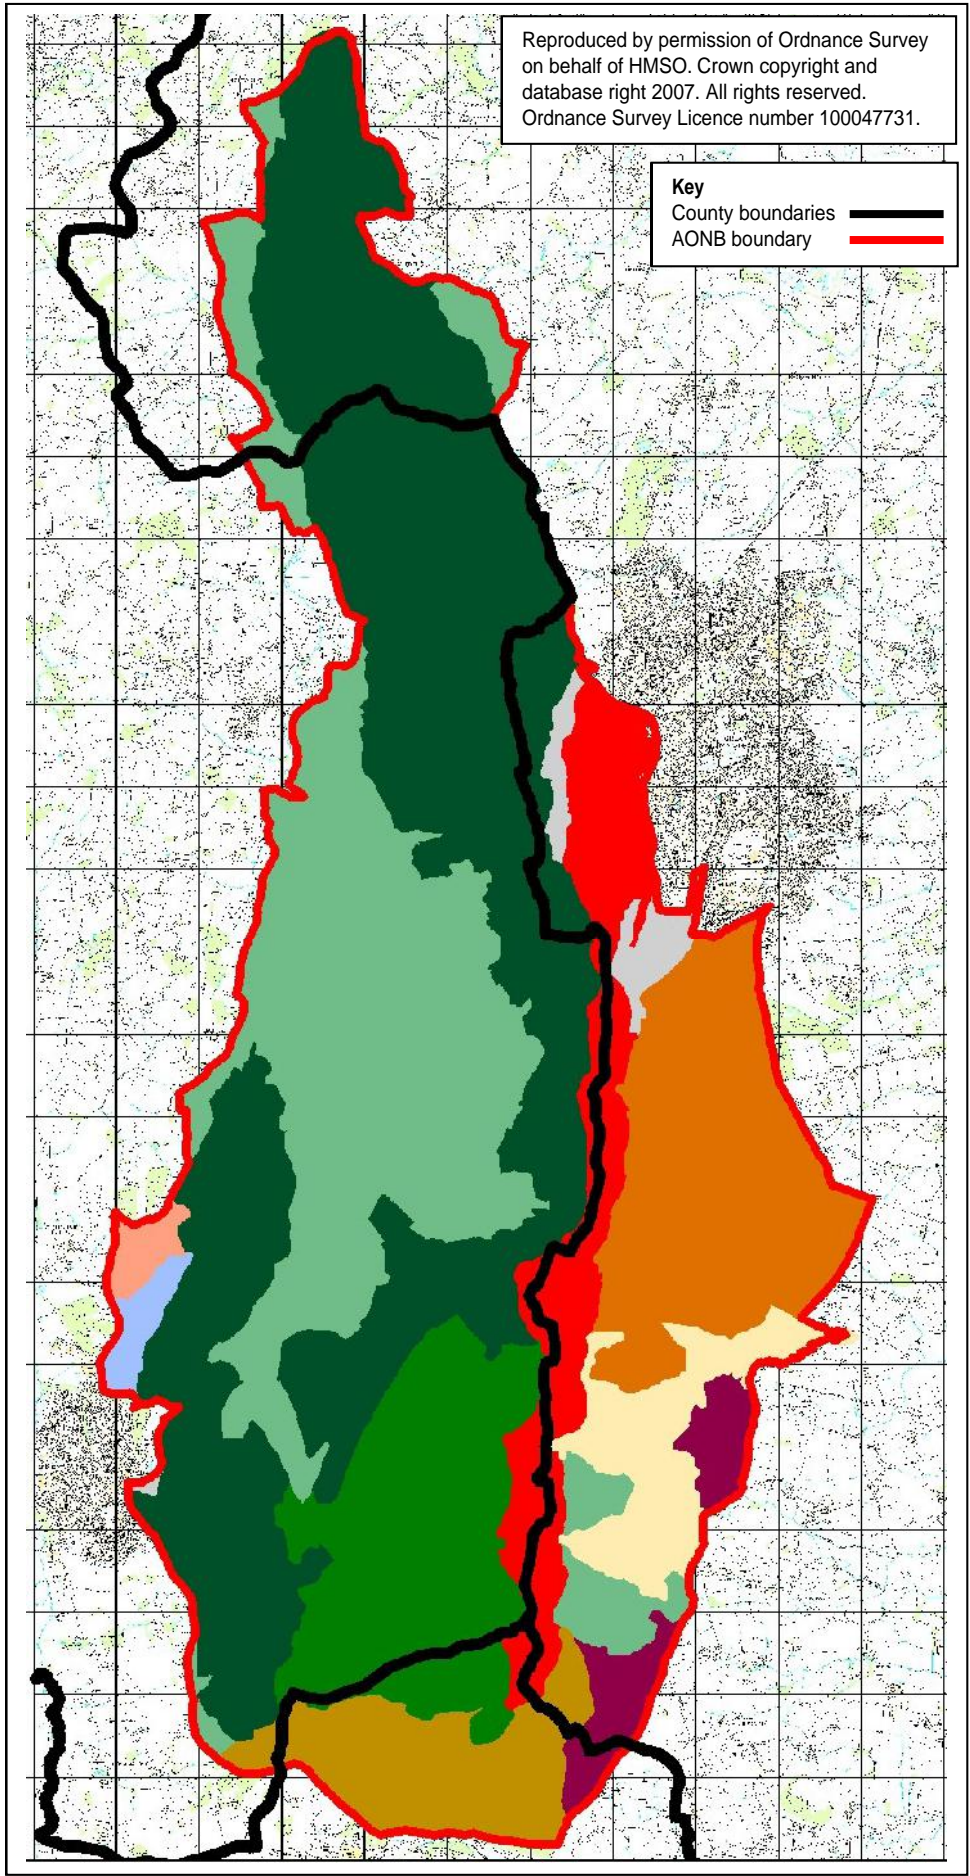 Reproduced by permission of Ordnance Survey
on behalf of HMSO. Crown copyright and
database right 2007. All rights reserved.
Ordnance Survey Licence number 100047731.
Key
County boundaries
AONB boundary